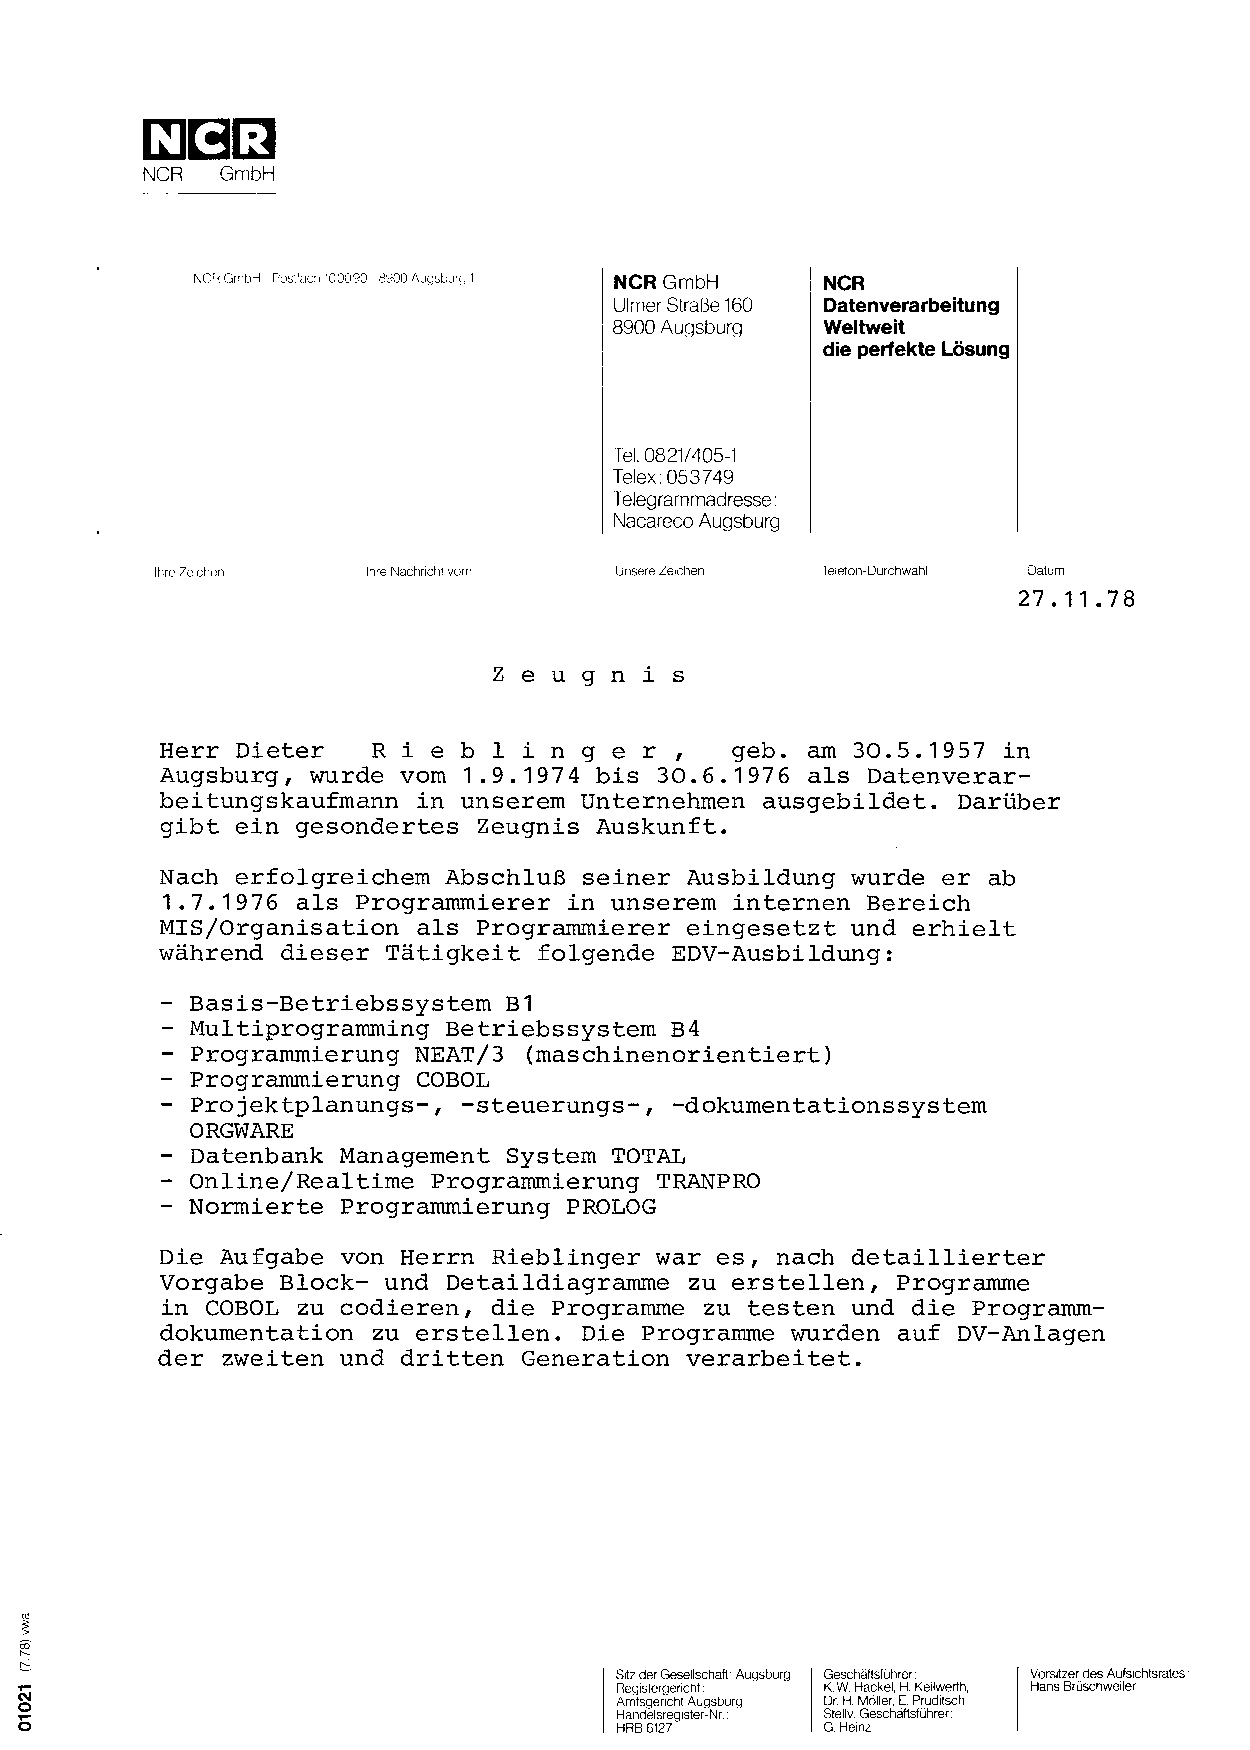 NCR
NCR GmbH
NCR GmbH Postfach 100090 8900 Augsburg 1
NCR GmbH
Ulmer Straße 160
8900 Augsburg
Tel. 0821/405-1
Telex: 053749
Telegrammadresse:
Nacareco Augsburg
NCR
Datenverarbeitung
Weltweit
die perfekte Lösung
Ihre Zeichen
Ihre Nachricht vom
Unsere Zeichen
Telefon-Durchwahl
Datum
27.11.78
Z e u g n i s
Herr Dieter R i e b l i n g e r , geb. am 30.5.1957 in
Augsburg, wurde vom 1.9.1974 bis 30.6.1976 als Datenverar-
beitungskaufmann in unserem Unternehmen ausgebildet. Darüber
gibt ein gesondertes Zeugnis Auskunft.
Nach erfolgreichem Abschluß seiner Ausbildung wurde er ab
1.7.1976 als Programmierer in unserem internen Bereich
MIS/Organisation als Programmierer eingesetzt und erhielt
während dieser Tätigkeit folgende EDV-Ausbildung:
- Basis-Betriebssystem B1
- Multiprogramming Betriebssystem B4
- Programmierung NEAT/3 (maschinenorientiert)
- Programmierung COBOL
- Projektplanungs-, -steuerungs-, -dokumentationssystem
ORGWARE
- Datenbank Management System TOTAL
- Online/Realtime Programmierung TRANPRO
- Normierte Programmierung PROLOG
Die Aufgabe von Herrn Rieblinger war es, nach detaillierter
Vorgabe Block- und Detaildiagramme zu erstellen, Programme
in COBOL zu codieren, die Programme zu testen und die Programm-
dokumentation zu erstellen. Die Programme wurden auf DV-Anlagen
der zweiten und dritten Generation verarbeitet.
01021 (7.78) vwa
Sitz der Gesellschaft: Augsburg
Registergericht:
Amtsgericht Augsburg
Handelsregister-Nr.:
HRB 6127
Geschäftsführer:
K.W. Hackel, H. Keilwerth,
Dr. H. Möller, E. Pruditsch
Stellv. Geschäftsführer:
G. Heinz
Vorsitzer des Aufsichtsrates:
Hans Brüschweiler